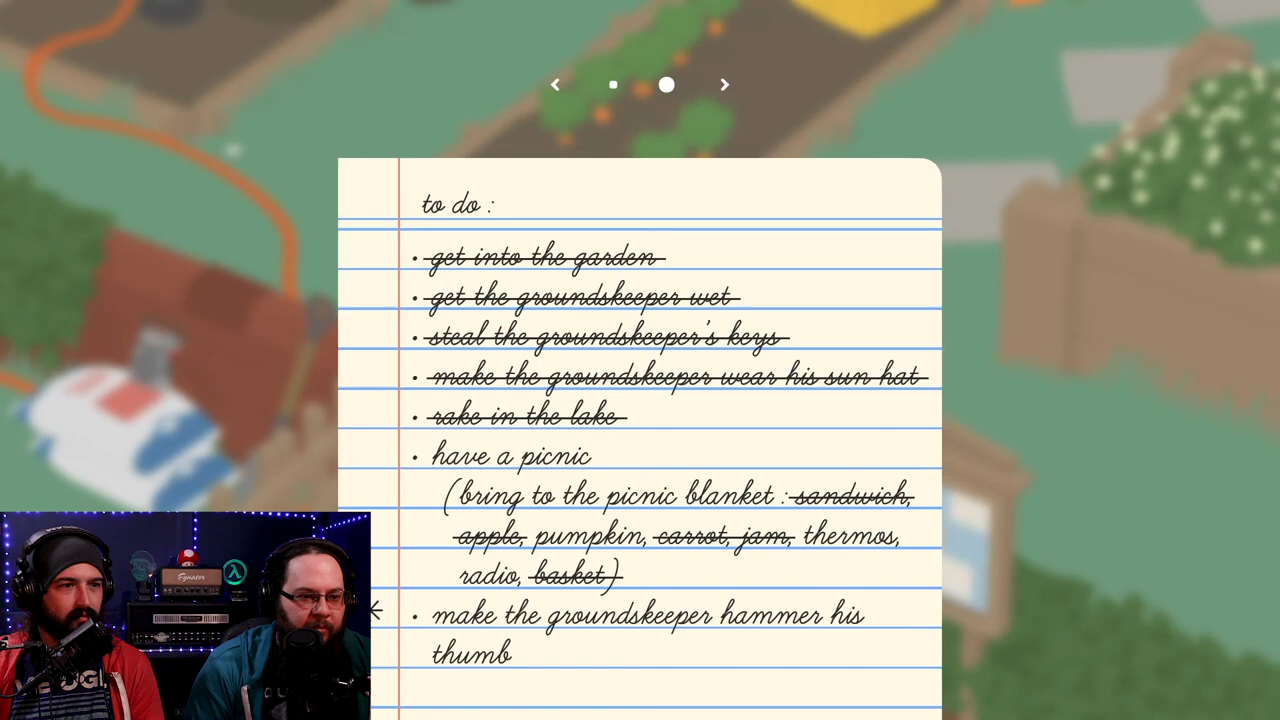 to do :
• get into the garden
• get the groundskeeper wet
• steal the groundskeeper's keys
• make the groundskeeper wear his sun hat
• rake in the lake
• have a picnic
(bring to the picnic blanket : sandwich,
apple, pumpkin, carrot, jam, thermos,
radio, basket)
• make the groundskeeper hammer his
thumb
Egnater